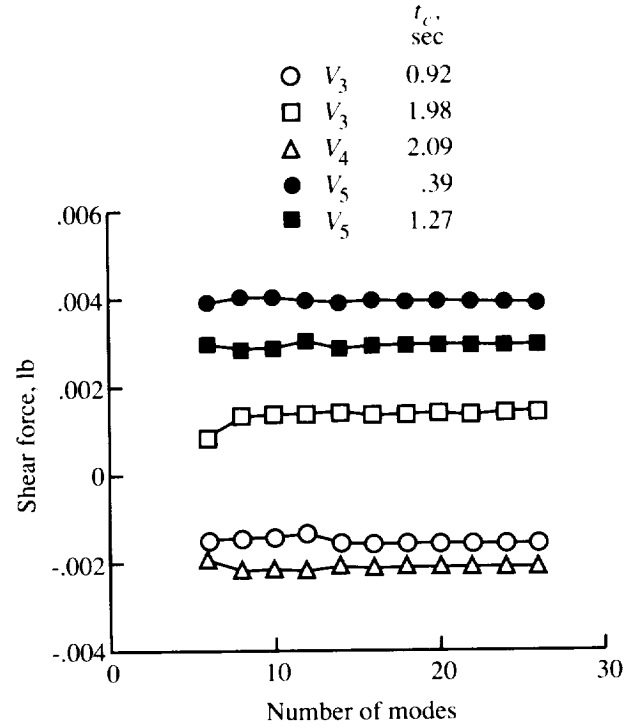 t_c,
sec
V_3 0.92
V_3 1.98
V_4 2.09
V_5 .39
V_5 1.27
.006
.004
.002
0
-.002
-.004
Shear force, lb
0 10 20 30
Number of modes